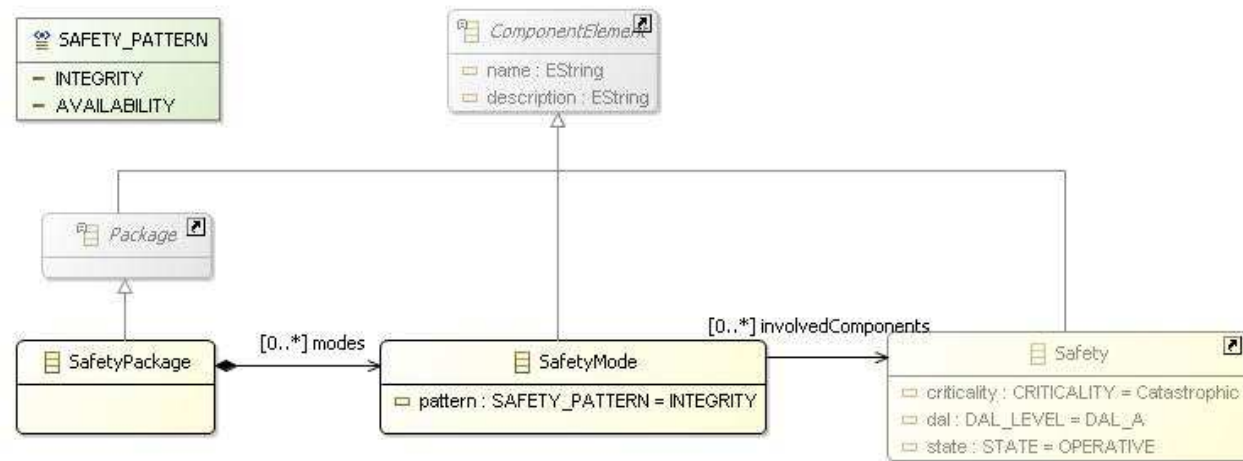 SAFETY_PATTERN
INTEGRITY
AVAILABILITY
ComponentElement
name : EString
description : EString
Package
SafetyPackage
[0..*] modes
SafetyMode
pattern : SAFETY_PATTERN = INTEGRITY
[0..*] involvedComponents
Safety
criticality : CRITICALITY = Catastrophic
dal : DAL_LEVEL = DAL_A
state : STATE = OPERATIVE